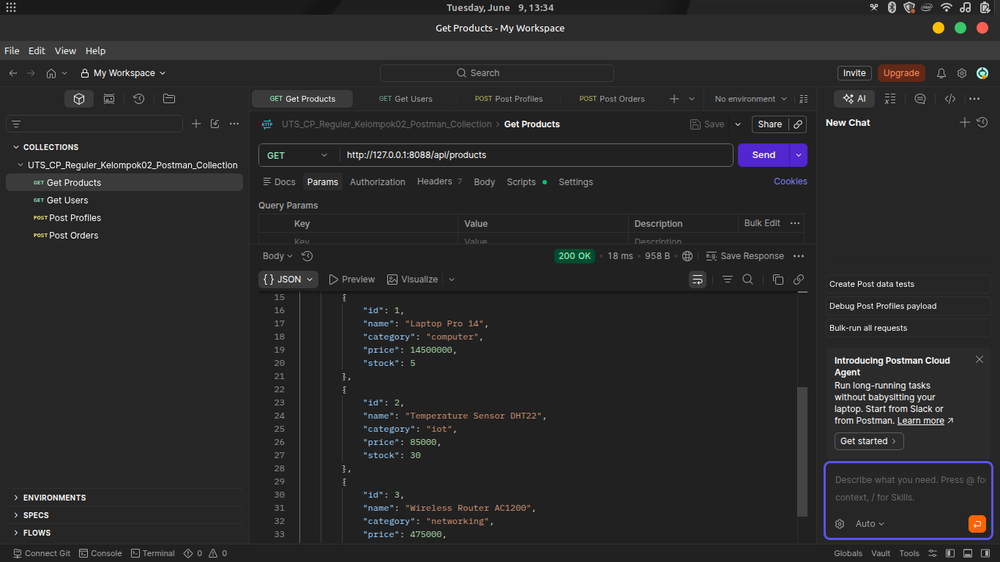 Tuesday, June 9, 13:34
Get Products - My Workspace
File Edit View Help
My Workspace
Search
Invite
Upgrade
GET Get Products
GET Get Users
POST Post Profiles
POST Post Orders
No environment
AI
UTS_CP_Reguler_Kelompok02_Postman_Collection > Get Products
Save
Share
New Chat
COLLECTIONS
UTS_CP_Reguler_Kelompok02_Postman_Collection
GET Get Products
GET Get Users
POST Post Profiles
POST Post Orders
HTTP
GET
http://127.0.0.1:8088/api/products
Send
Docs Params Authorization Headers 7 Body Scripts Settings Cookies
Query Params
Key Value Description Bulk Edit
Key Value Description
Body
200 OK • 18 ms • 958 B
e.g. Save Response
{} JSON Preview Visualize
15 {
16 "id": 1,
17 "name": "Laptop Pro 14",
18 "category": "computer",
19 "price": 14500000,
20 "stock": 5
21 },
22 {
23 "id": 2,
24 "name": "Temperature Sensor DHT22",
25 "category": "iot",
26 "price": 85000,
27 "stock": 30
28 },
29 {
30 "id": 3,
31 "name": "Wireless Router AC1200",
32 "category": "networking",
33 "price": 475000,
Create Post data tests
Debug Post Profiles payload
Bulk-run all requests
Introducing Postman Cloud
Agent
Run long-running tasks
without babysitting your
laptop. Start from Slack or
from Postman. Learn more ↗
Get started >
Describe what you need. Press @ fo
context, / for Skills.
Auto
ENVIRONMENTS
SPECS
FLOWS
Connect Git Console Terminal 0 0
Globals Vault Tools